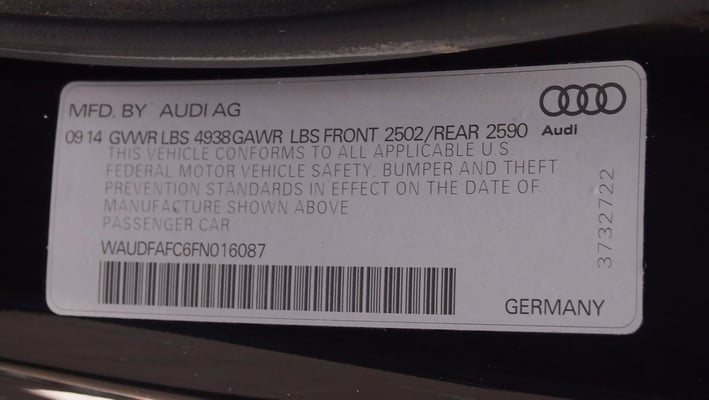 MFD. BY AUDI AG
09 14 GVWR LBS 4938 GAWR LBS FRONT 2502/REAR 2590
Audi
THIS VEHICLE CONFORMS TO ALL APPLICABLE U.S.
FEDERAL MOTOR VEHICLE SAFETY, BUMPER AND THEFT
PREVENTION STANDARDS IN EFFECT ON THE DATE OF
MANUFACTURE SHOWN ABOVE
PASSENGER CAR
WAUDFAFC6FN016087
3732722
GERMANY